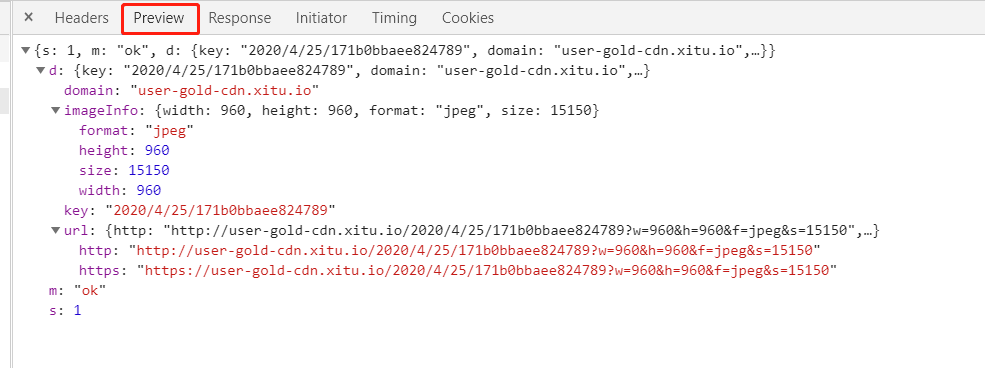 × Headers Preview Response Initiator Timing Cookies
▼{s: 1, m: "ok", d: {key: "2020/4/25/171b0bbaee824789", domain: "user-gold-cdn.xitu.io",…}}
▼d: {key: "2020/4/25/171b0bbaee824789", domain: "user-gold-cdn.xitu.io",…}
domain: "user-gold-cdn.xitu.io"
▼imageInfo: {width: 960, height: 960, format: "jpeg", size: 15150}
format: "jpeg"
height: 960
size: 15150
width: 960
key: "2020/4/25/171b0bbaee824789"
▼url: {http: "http://user-gold-cdn.xitu.io/2020/4/25/171b0bbaee824789?w=960&h=960&f=jpeg&s=15150",…}
http: "http://user-gold-cdn.xitu.io/2020/4/25/171b0bbaee824789?w=960&h=960&f=jpeg&s=15150"
https: "https://user-gold-cdn.xitu.io/2020/4/25/171b0bbaee824789?w=960&h=960&f=jpeg&s=15150"
m: "ok"
s: 1